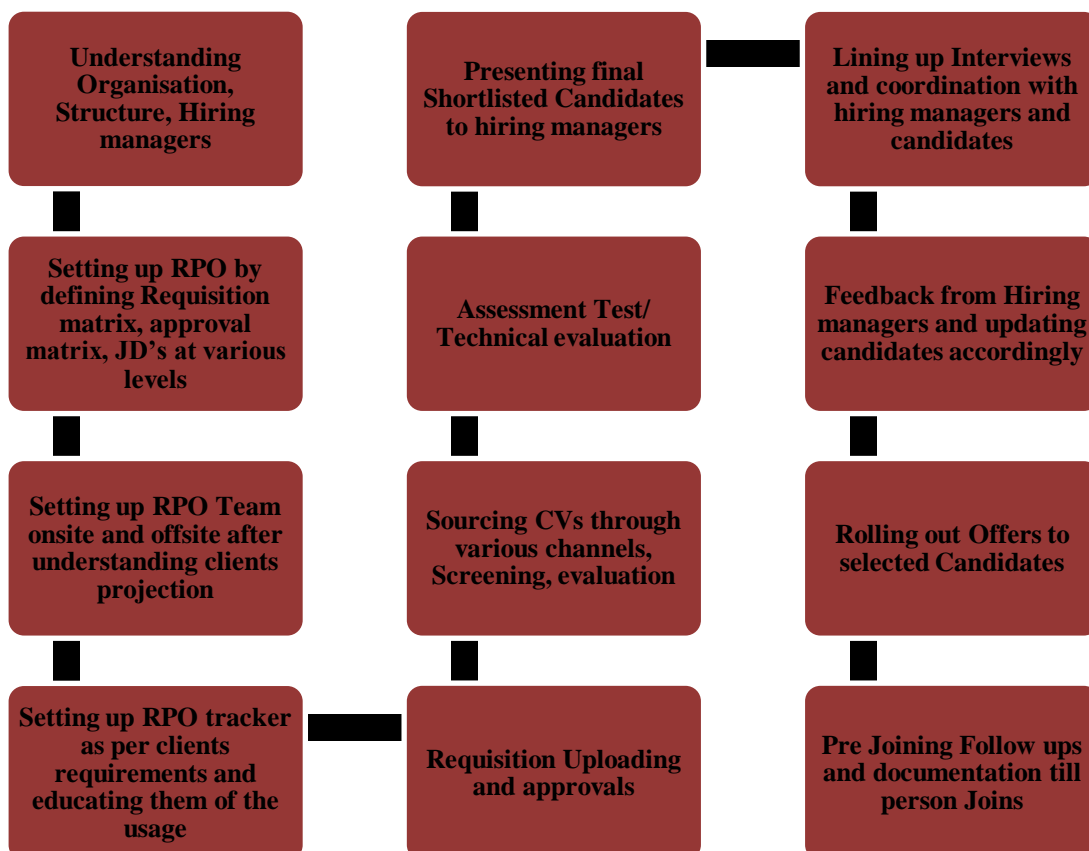 Understanding
Organisation,
Structure, Hiring
managers
Setting up RPO by
defining Requisition
matrix, approval
matrix, JD’s at various
levels
Setting up RPO Team
onsite and offsite after
understanding clients
projection
Setting up RPO tracker
as per clients
requirements and
educating them of the
usage
Requisition Uploading
and approvals
Sourcing CVs through
various channels,
Screening, evaluation
Assessment Test/
Technical evaluation
Presenting final
Shortlisted Candidates
to hiring managers
Lining up Interviews
and coordination with
hiring managers and
candidates
Feedback from Hiring
managers and updating
candidates accordingly
Rolling out Offers to
selected Candidates
Pre Joining Follow ups
and documentation till
person Joins